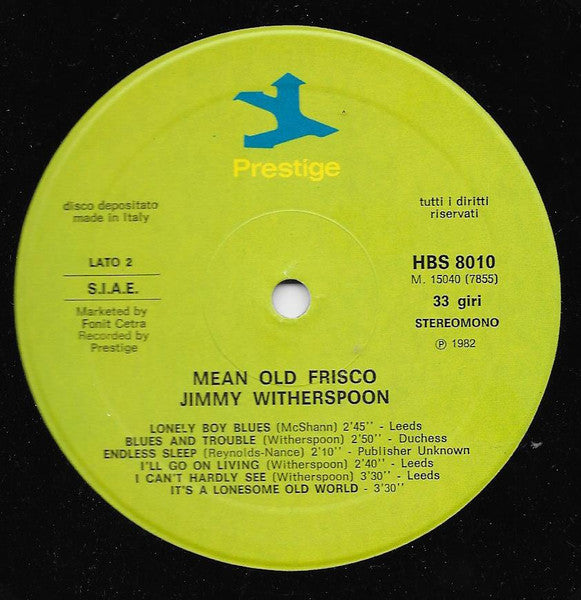 Prestige
disco depositato
made in Italy
tutti i diritti
riservati
LATO 2
S.I.A.E.
Marketed by
Fonit Cetra
Recorded by
Prestige
HBS 8010
M. 15040 (7855)
33 giri
STEREOMONO
℗ 1982
MEAN OLD FRISCO
JIMMY WITHERSPOON
LONELY BOY BLUES (McShann) 2'45'' - Leeds
BLUES AND TROUBLE (Witherspoon) 2'50'' - Duchess
ENDLESS SLEEP (Reynolds-Nance) 2'10'' - Publisher Unknown
I'LL GO ON LIVING (Witherspoon) 2'40'' - Leeds
I CAN'T HARDLY SEE (Witherspoon) 3'30'' - Leeds
IT'S A LONESOME OLD WORLD - 3'30''